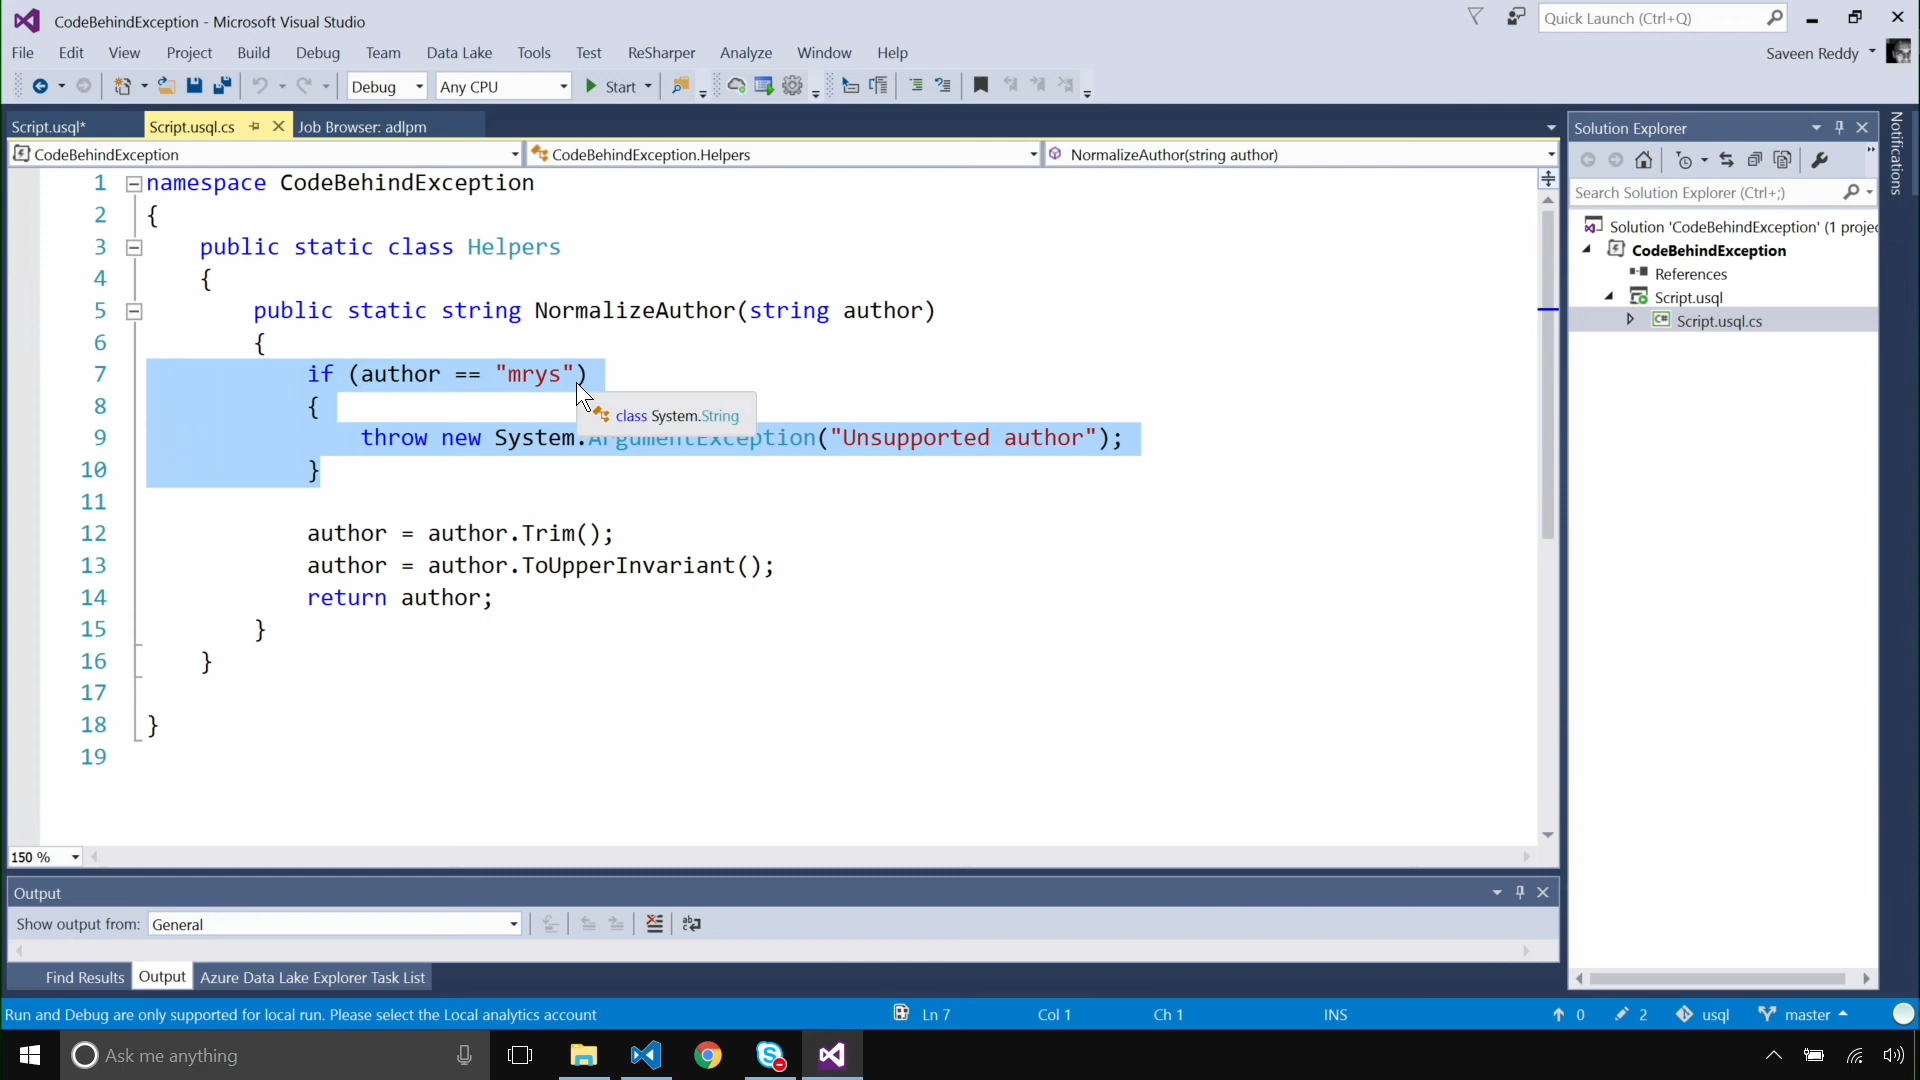 CodeBehindException - Microsoft Visual Studio
Quick Launch (Ctrl+Q)
File Edit View Project Build Debug Team Data Lake Tools Test ReSharper Analyze Window Help
Saveen Reddy
Debug Any CPU Start
Script.usql* Script.usql.cs Job Browser: adlpm
CodeBehindException CodeBehindException.Helpers NormalizeAuthor(string author)
1 namespace CodeBehindException
2 {
3 public static class Helpers
4 {
5 public static string NormalizeAuthor(string author)
6 {
7 if (author == "mrys")
8 {
class System.String
9 throw new System.ArgumentException("Unsupported author");
10 }
11
12 author = author.Trim();
13 author = author.ToUpperInvariant();
14 return author;
15 }
16 }
17
18 }
19
150 %
Solution Explorer
Search Solution Explorer (Ctrl+;)
Solution 'CodeBehindException' (1 projec
CodeBehindException
References
Script.usql
C# Script.usql.cs
Notifications
Output
Show output from: General
Find Results Output Azure Data Lake Explorer Task List
Run and Debug are only supported for local run. Please select the Local analytics account Ln 7 Col 1 Ch 1 INS 0 2 usql master
Ask me anything